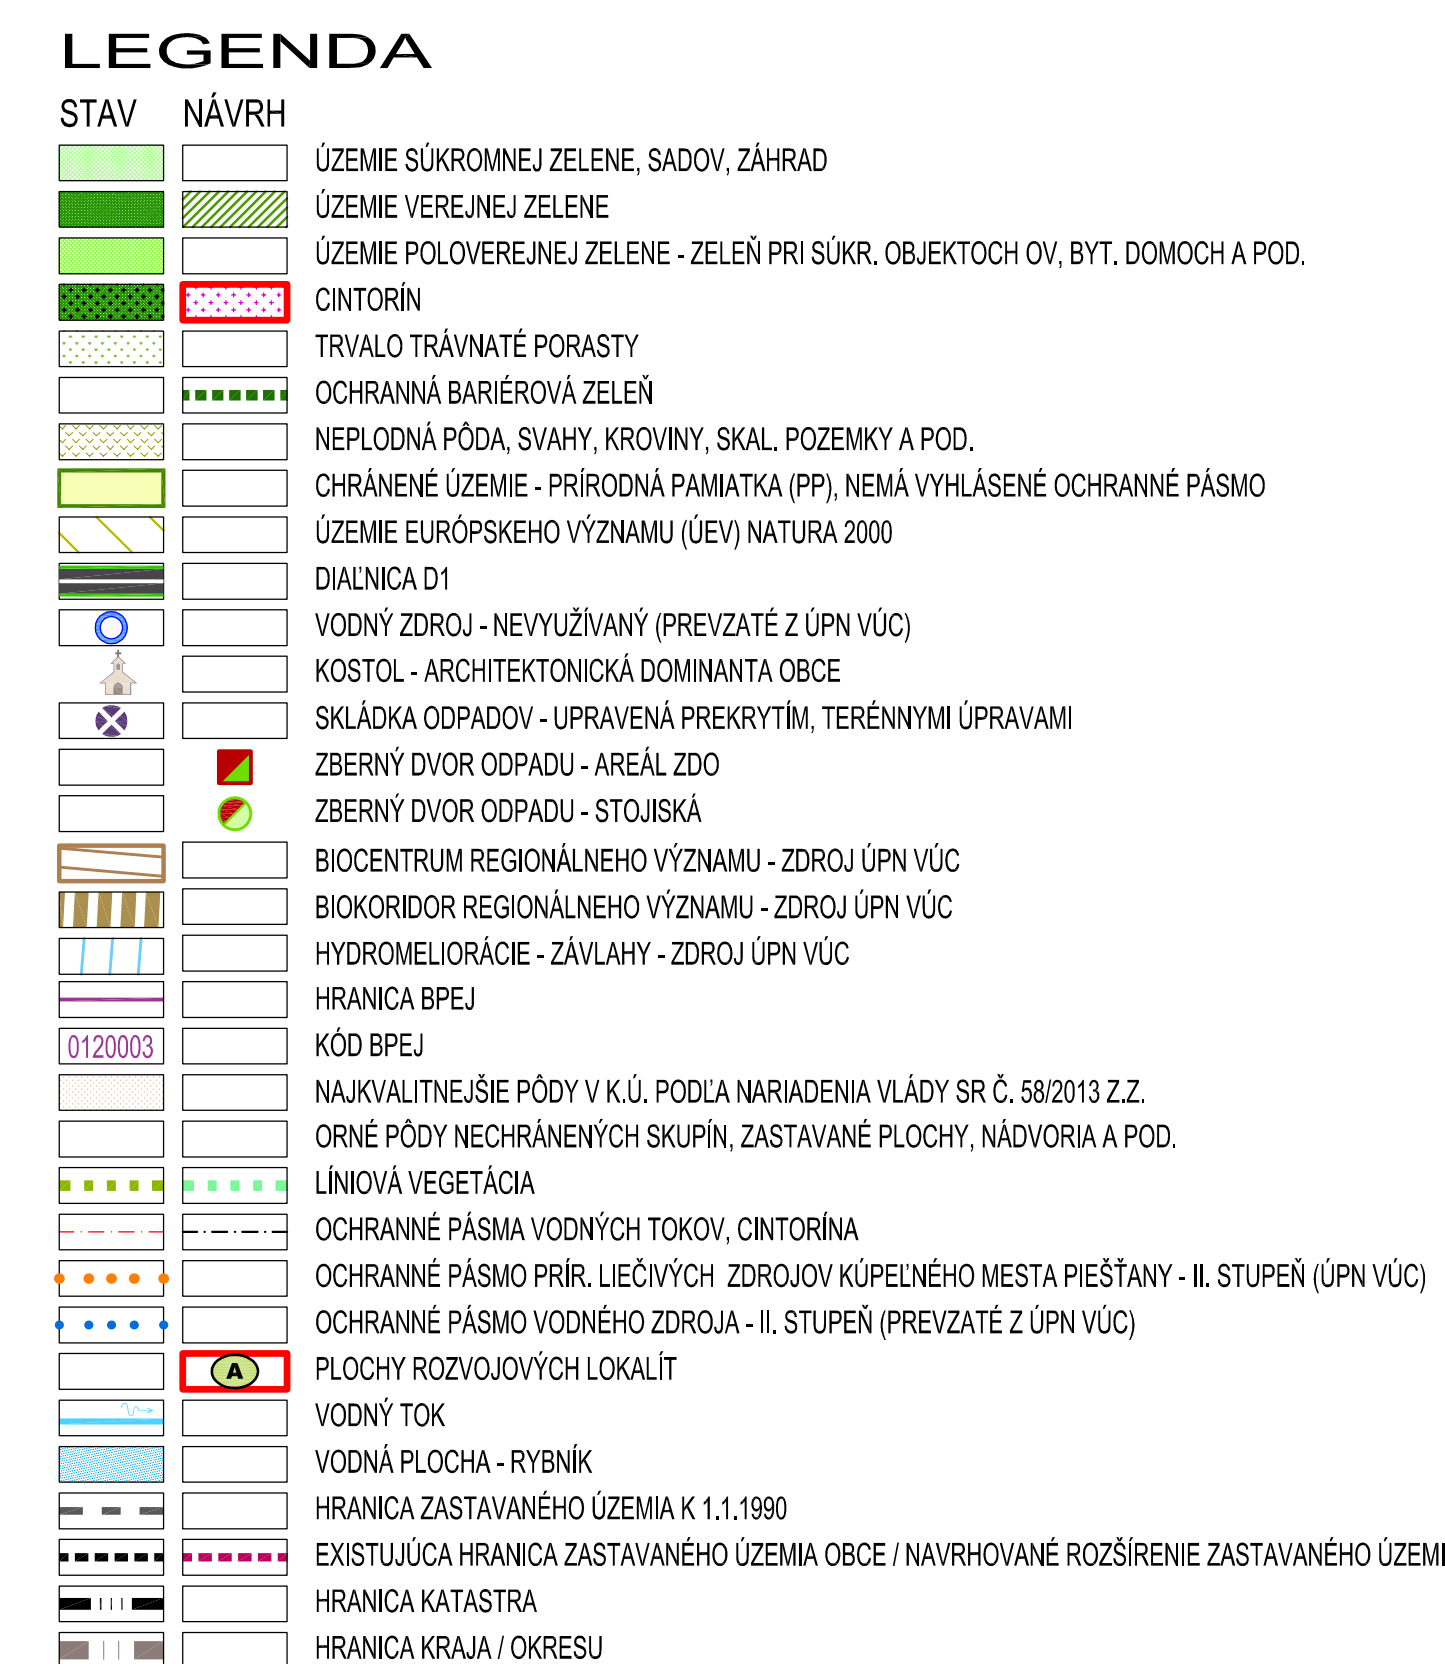 LEGENDA
STAV NÁVRH
ÚZEMIE SÚKROMNEJ ZELENE, SADOV, ZÁHRAD
ÚZEMIE VEREJNEJ ZELENE
ÚZEMIE POLOVEREJNEJ ZELENE - ZELEŇ PRI SÚKR. OBJEKTOCH OV, BYT. DOMOCH A POD.
CINTORÍN
TRVALO TRÁVNATÉ PORASTY
OCHRANNÁ BARIÉROVÁ ZELEŇ
NEPLODNÁ PÔDA, SVAHY, KROVINY, SKAL. POZEMKY A POD.
CHRÁNENÉ ÚZEMIE - PRÍRODNÁ PAMIATKA (PP), NEMÁ VYHLÁSENÉ OCHRANNÉ PÁSMO
ÚZEMIE EURÓPSKEHO VÝZNAMU (ÚEV) NATURA 2000
DIAĽNICA D1
VODNÝ ZDROJ - NEVYUŽÍVANÝ (PREVZATÉ Z ÚPN VÚC)
KOSTOL - ARCHITEKTONICKÁ DOMINANTA OBCE
SKLÁDKA ODPADOV - UPRAVENÁ PREKRYTÍM, TERÉNNYMI ÚPRAVAMI
ZBERNÝ DVOR ODPADU - AREÁL ZDO
ZBERNÝ DVOR ODPADU - STOJISKÁ
BIOCENTRUM REGIONÁLNEHO VÝZNAMU - ZDROJ ÚPN VÚC
BIOKORIDOR REGIONÁLNEHO VÝZNAMU - ZDROJ ÚPN VÚC
HYDROMELIORÁCIE - ZÁVLAHY - ZDROJ ÚPN VÚC
HRANICA BPEJ
0120003 KÓD BPEJ
NAJKVALITNEJŠIE PÔDY V K.Ú. PODĽA NARIADENIA VLÁDY SR Č. 58/2013 Z.Z.
ORNÉ PÔDY NECHRÁNENÝCH SKUPÍN, ZASTAVANÉ PLOCHY, NÁDVORIA A POD.
LÍNIOVÁ VEGETÁCIA
OCHRANNÉ PÁSMA VODNÝCH TOKOV, CINTORÍNA
OCHRANNÉ PÁSMO PRÍR. LIEČIVÝCH ZDROJOV KÚPEĽNÉHO MESTA PIEŠŤANY - II. STUPEŇ (ÚPN VÚC)
OCHRANNÉ PÁSMO VODNÉHO ZDROJA - II. STUPEŇ (PREVZATÉ Z ÚPN VÚC)
A PLOCHY ROZVOJOVÝCH LOKALÍT
VODNÝ TOK
VODNÁ PLOCHA - RYBNÍK
HRANICA ZASTAVANÉHO ÚZEMIA K 1.1.1990
EXISTUJÚCA HRANICA ZASTAVANÉHO ÚZEMIA OBCE / NAVRHOVANÉ ROZŠÍRENIE ZASTAVANÉHO ÚZEMI
HRANICA KATASTRA
HRANICA KRAJA / OKRESU